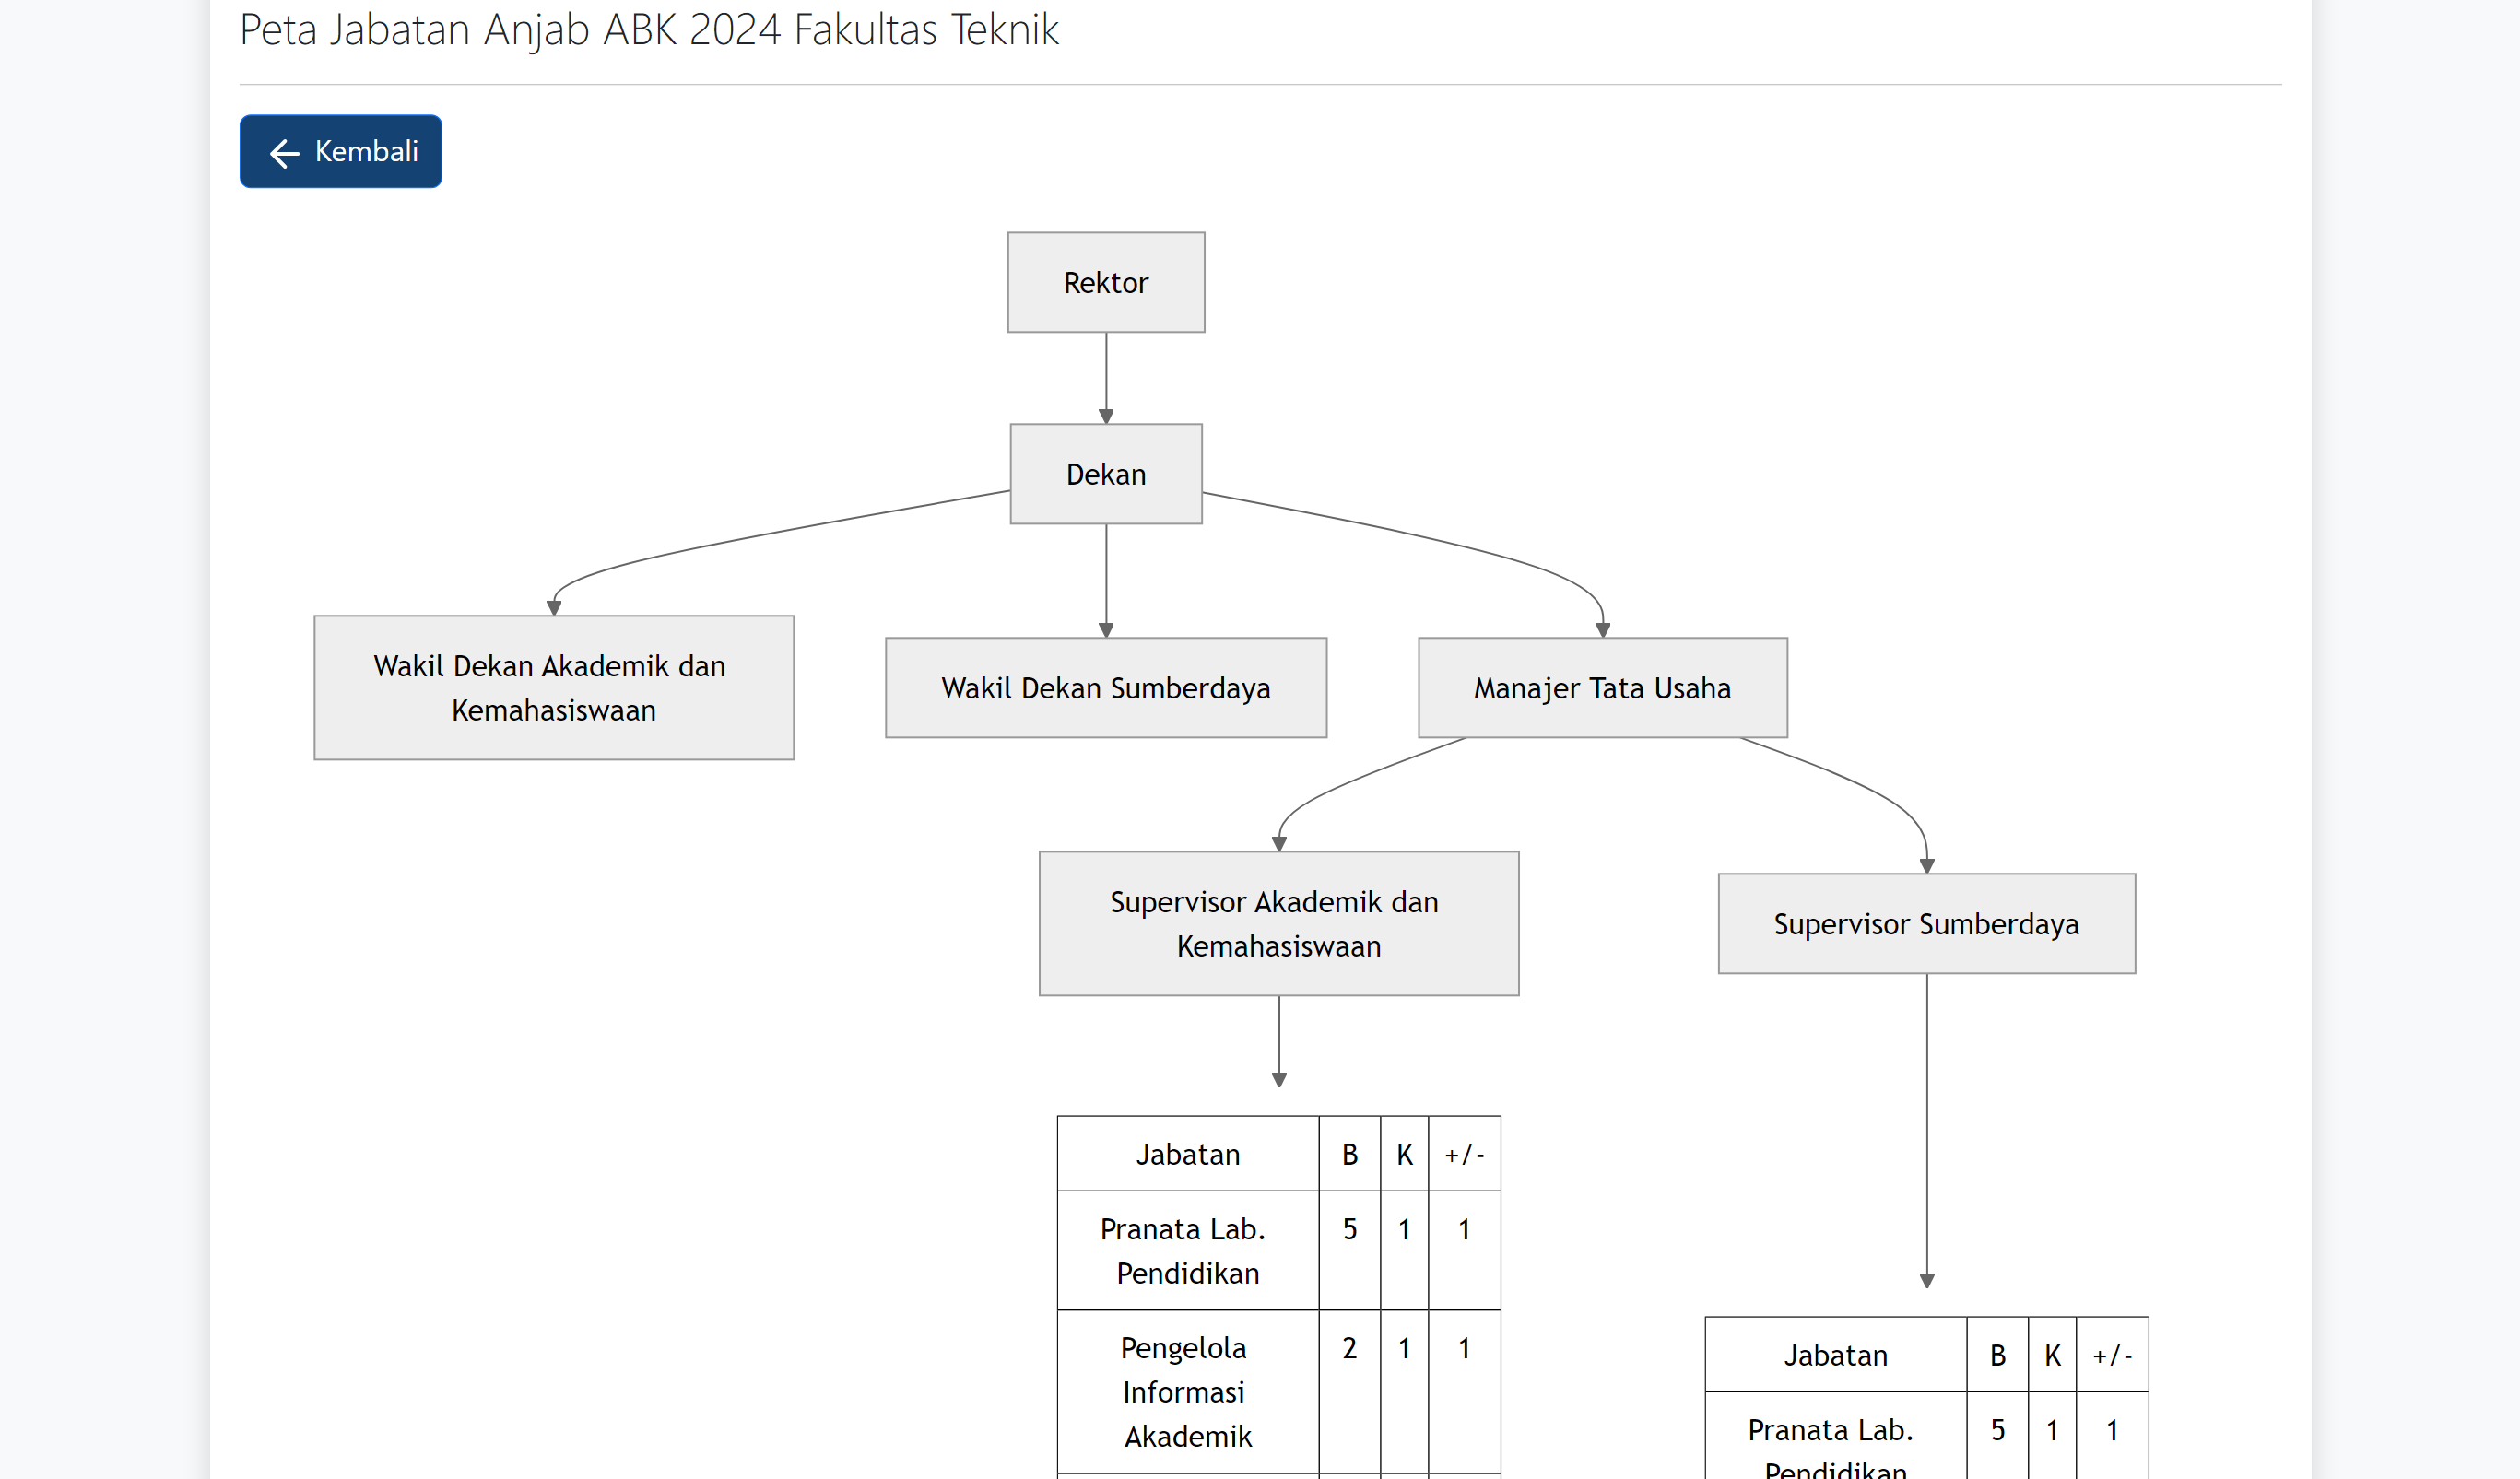 Peta Jabatan Anjab ABK 2024 Fakultas Teknik
Kembali
Rektor
Dekan
Wakil Dekan Akademik dan
Kemahasiswaan
Wakil Dekan Sumberdaya
Manajer Tata Usaha
Supervisor Akademik dan
Kemahasiswaan
Supervisor Sumberdaya
Jabatan B K +/-
Pranata Lab. 5 1 1
Pendidikan
Pengelola 2 1 1
Informasi
Akademik
Jabatan B K +/-
Pranata Lab. 5 1 1
Pendidikan